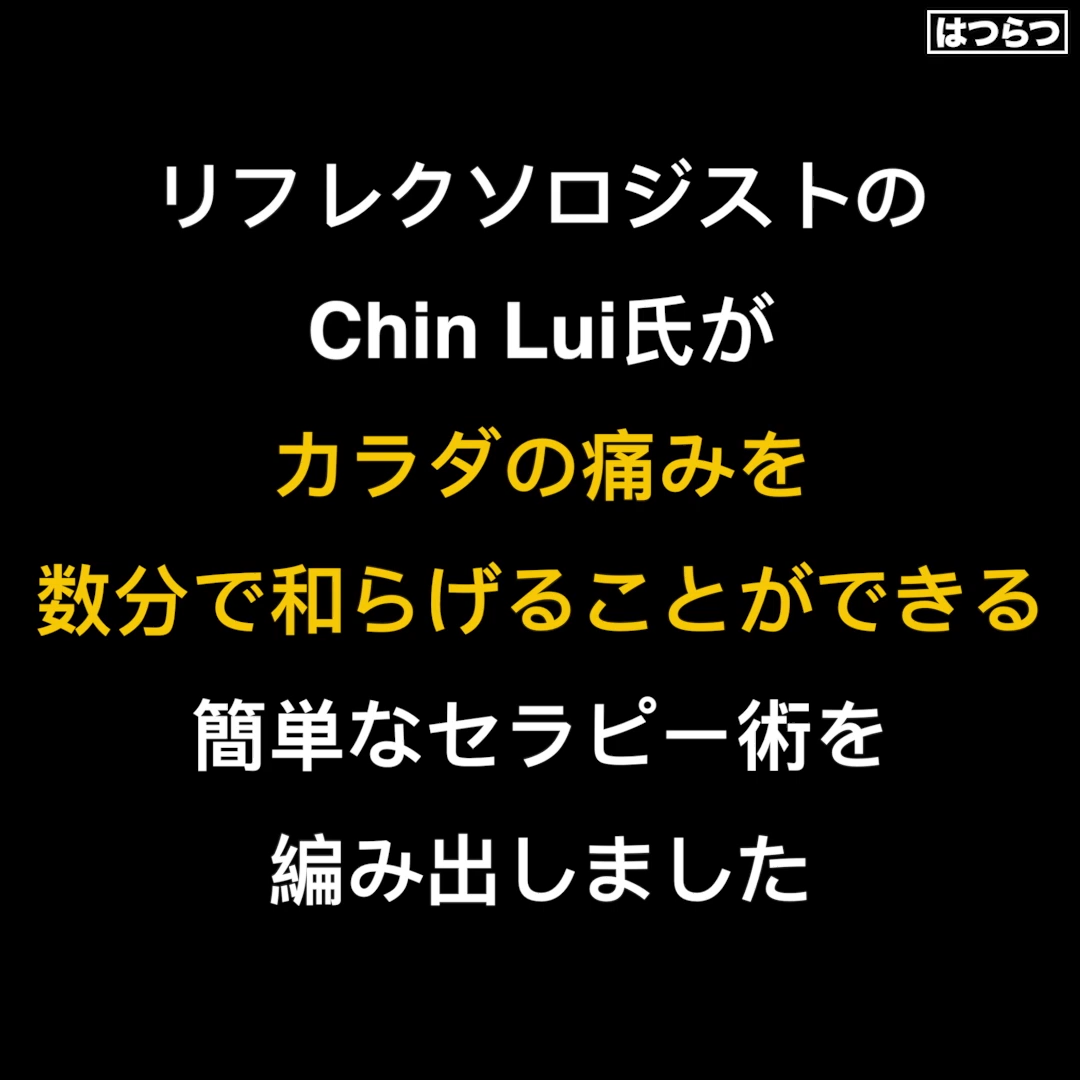 はつらつ
リフレクソロジストの
Chin Lui氏が
カラダの痛みを
数分で和らげることができる
簡単なセラピー術を
編み出しました